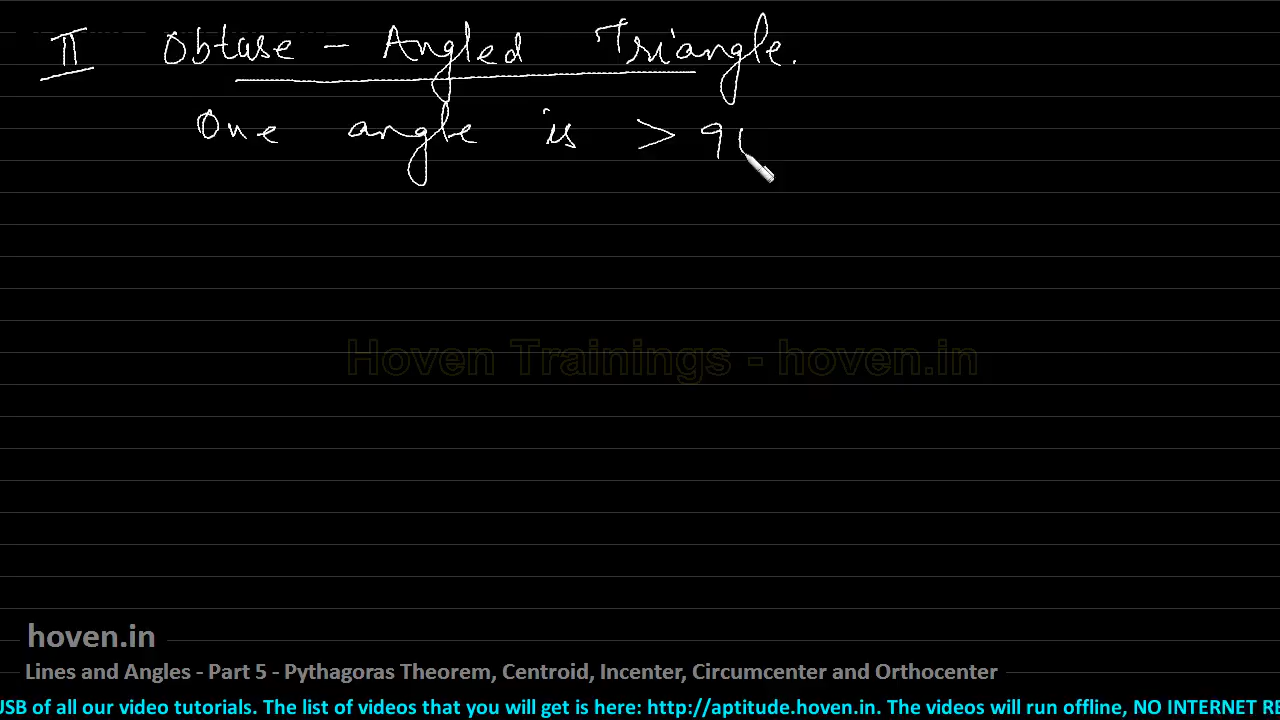 II Obtuse - Angled Triangle.
One angle is > 9
Hoven Trainings - hoven.in
hoven.in
Lines and Angles - Part 5 - Pythagoras Theorem, Centroid, Incenter, Circumcenter and Orthocenter
USB of all our video tutorials. The list of videos that you will get is here: http://aptitude.hoven.in. The videos will run offline, NO INTERNET RE